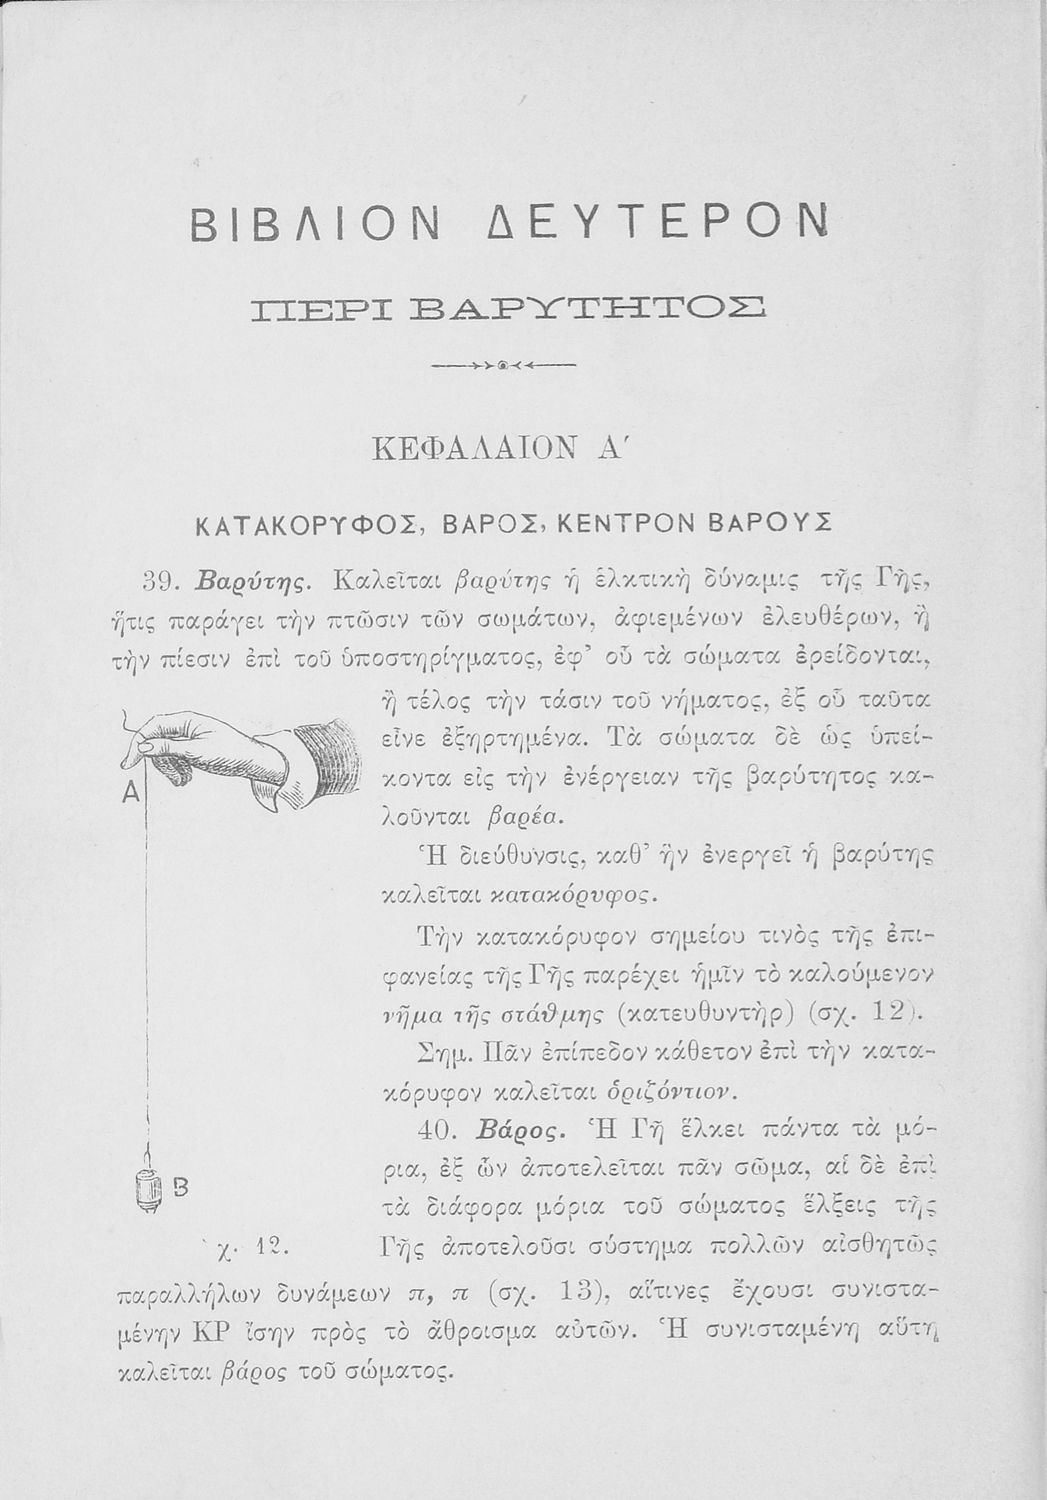 ΒΙΒΛΙΟΝ ΔΕΥΤΕΡΟΝ
ΠΕΡΙ ΒΑΡΥΤΗΤΟΣ
ΚΕΦΑΛΑΙΟΝ Α′
ΚΑΤΑΚΟΡΥΦΟΣ, ΒΑΡΟΣ, ΚΕΝΤΡΟΝ ΒΑΡΟΥΣ
39. Βαρύτης. Καλεῖται βαρύτης ἡ ἑλκτικὴ δύναμις τῆς Γῆς,
ἥτις παράγει τὴν πτῶσιν τῶν σωμάτων, ἀφιεμένων ἐλευθέρων, ἢ
τὴν πίεσιν ἐπὶ τοῦ ὑποστηρίγματος, ἐφ’ οὗ τὰ σώματα ἐρείδονται,
ἢ τέλος τὴν τάσιν τοῦ νήματος, ἐξ οὗ ταῦτα
εἶνε ἐξηρτημένα. Τὰ σώματα δὲ ὡς ὑπεί-
κοντα εἰς τὴν ἐνέργειαν τῆς βαρύτητος κα-
λοῦνται βαρέα.
Ἡ διεύθυνσις, καθ’ ἣν ἐνεργεῖ ἡ βαρύτης
καλεῖται κατακόρυφος.
Τὴν κατακόρυφον σημείου τινὸς τῆς ἐπι-
φανείας τῆς Γῆς παρέχει ἡμῖν τὸ καλούμενον
νῆμα τῆς στάθμης (κατευθυντὴρ) (σχ. 12).
Σημ. Πᾶν ἐπίπεδον κάθετον ἐπὶ τὴν κατα-
κόρυφον καλεῖται ὁριζόντιον.
40. Βάρος. Ἡ Γῆ ἕλκει πάντα τὰ μό-
ρια, ἐξ ὧν ἀποτελεῖται πᾶν σῶμα, αἱ δὲ ἐπὶ
τὰ διάφορα μόρια τοῦ σώματος ἕλξεις τῆς
Γῆς ἀποτελοῦσι σύστημα πολλῶν αἰσθητῶς
παραλλήλων δυνάμεων π, π (σχ. 13), αἵτινες ἔχουσι συνιστα-
μένην ΚΡ ἴσην πρὸς τὸ ἄθροισμα αὐτῶν. Ἡ συνισταμένη αὕτη
καλεῖται βάρος τοῦ σώματος.
Α
Β
χ. 12.